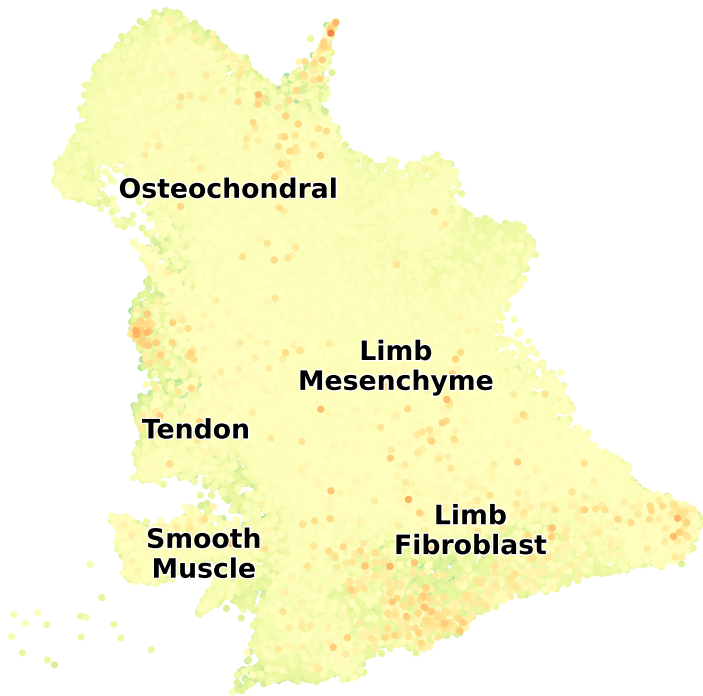 Osteochondral
Limb
Mesenchyme
Tendon
Limb
Fibroblast
Smooth
Muscle